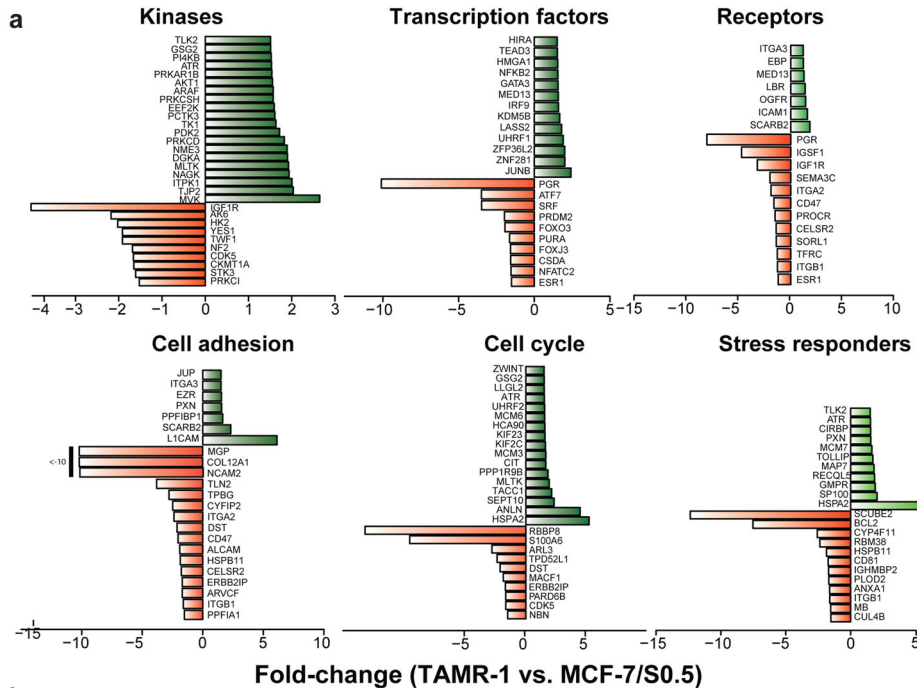 a
Kinases
TLK2
GSG2
PI4KB
ATR
PRKAR1B
AKT1
ARAF
PRKCSH
EEF2K
PCTK3
TK1
PDK2
PRKCD
NME3
DGKA
MLTK
NAGK
ITPK1
TJP2
MVK
IGF1R
AK6
HK2
YES1
TWF1
NF2
CDK5
CKMT1A
STK3
PRKCI
−4 −3 −2 −1 0 1 2 3
Transcription factors
HIRA
TEAD3
HMGA1
NFKB2
GATA3
MED13
IRF9
KDM5B
LASS2
UHRF1
ZFP36L2
ZNF281
JUNB
PGR
ATF7
SRF
PRDM2
FOXO3
PURA
FOXJ3
CSDA
NFATC2
ESR1
−10 −5 0 5
Receptors
ITGA3
EBP
MED13
LBR
OGFR
ICAM1
SCARB2
PGR
IGSF1
IGF1R
SEMA3C
ITGA2
CD47
PROCR
CELSR2
SORL1
TFRC
ITGB1
ESR1
−15 −10 −5 0 5 10
Cell adhesion
JUP
ITGA3
EZR
PXN
PPFIBP1
SCARB2
L1CAM
<-10
MGP
COL12A1
NCAM2
TLN2
TPBG
CYFIP2
ITGA2
DST
CD47
ALCAM
HSPB11
CELSR2
ERBB2IP
ARVCF
ITGB1
PPFIA1
−15 −10 −5 0 5 10
Cell cycle
ZWINT
GSG2
LLGL2
ATR
UHRF2
MCM6
HCA90
KIF23
KIF2C
MCM3
CIT
PPP1R9B
MLTK
TACC1
SEPT10
ANLN
HSPA2
RBBP8
S100A6
ARL3
TPD52L1
DST
MACF1
ERBB2IP
PARD6B
CDK5
NBN
−5 0 5 10
Stress responders
TLK2
ATR
CIRBP
PXN
MCM7
TOLLIP
MAP7
RECQL5
GMPR
SP100
HSPA2
SCUBE2
BCL2
CYP4F11
RBM38
HSPB11
CD81
IGHMBP2
PLOD2
ANXA1
ITGB1
MB
CUL4B
−15 −10 −5 0 5
Fold-change (TAMR-1 vs. MCF-7/S0.5)